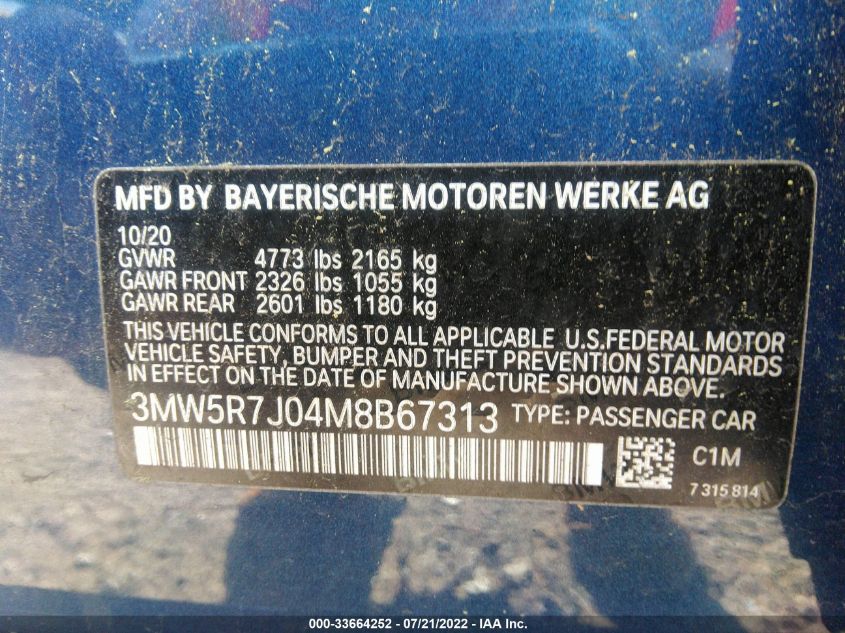 MFD BY BAYERISCHE MOTOREN WERKE AG
10/20
GVWR 4773 lbs 2165 kg
GAWR FRONT 2326 lbs 1055 kg
GAWR REAR 2601 lbs 1180 kg
THIS VEHICLE CONFORMS TO ALL APPLICABLE U.S.FEDERAL MOTOR
VEHICLE SAFETY, BUMPER AND THEFT PREVENTION STANDARDS
IN EFFECT ON THE DATE OF MANUFACTURE SHOWN ABOVE.
3MW5R7J04M8B67313 TYPE: PASSENGER CAR
C1M
7315814
000-33664252 / 07/21/2022 / IAA Inc.